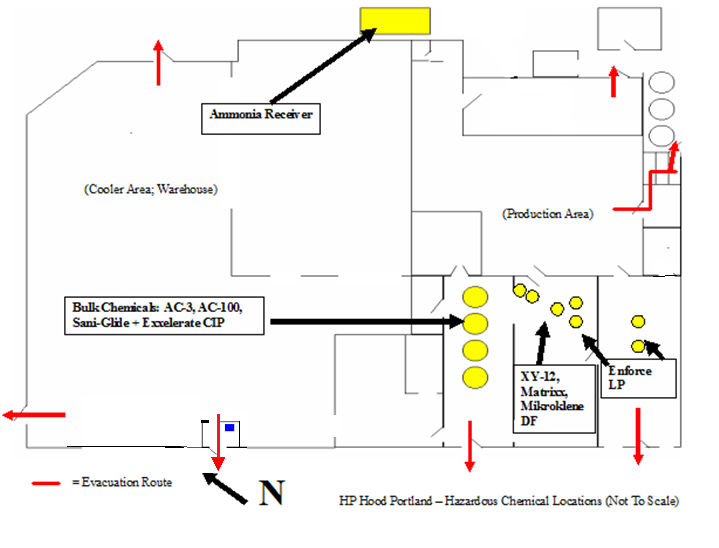 Ammonia Receiver
(Cooler Area; Warehouse)
(Production Area)
Bulk Chemicals: AC-3, AC-100,
Sani-Glide + Exxelerate CIP
XY-12,
Matrixx,
Mikroklene
DF
Enforce
LP
= Evacuation Route
N
HP Hood Portland – Hazardous Chemical Locations (Not To Scale)